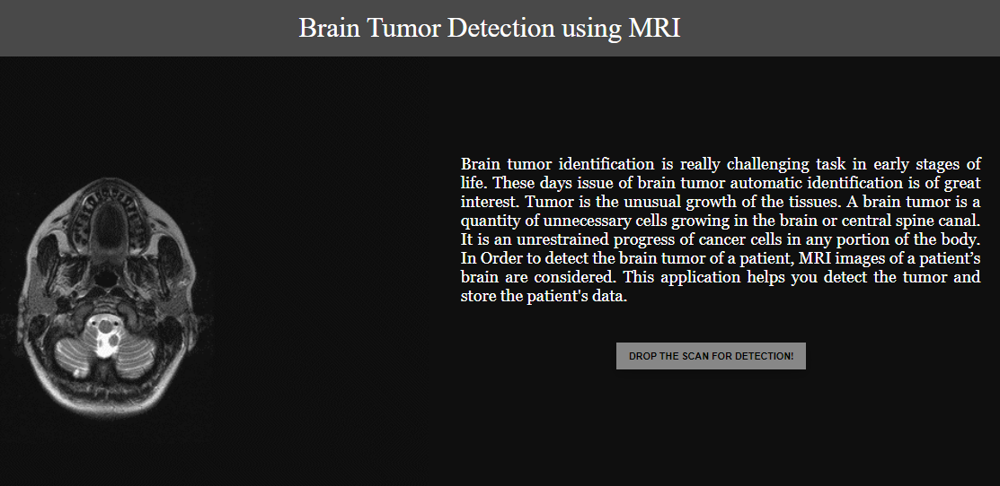 Brain Tumor Detection using MRI
Brain tumor identification is really challenging task in early stages of
life. These days issue of brain tumor automatic identification is of great
interest. Tumor is the unusual growth of the tissues. A brain tumor is a
quantity of unnecessary cells growing in the brain or central spine canal.
It is an unrestrained progress of cancer cells in any portion of the body.
In Order to detect the brain tumor of a patient, MRI images of a patient’s
brain are considered. This application helps you detect the tumor and
store the patient's data.
DROP THE SCAN FOR DETECTION!